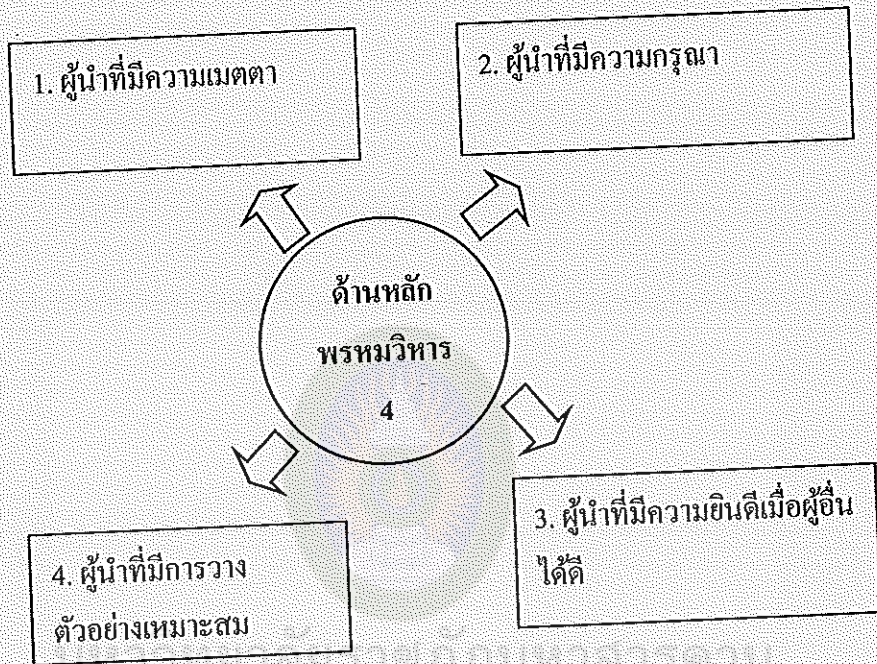 1. ผู้นำที่มีความเมตตา
2. ผู้นำที่มีความกรุณา
ด้านหลัก
พรหมวิหาร
4
3. ผู้นำที่มีความยินดีเมื่อผู้อื่น
ได้ดี
4. ผู้นำที่มีการวาง
ตัวอย่างเหมาะสม